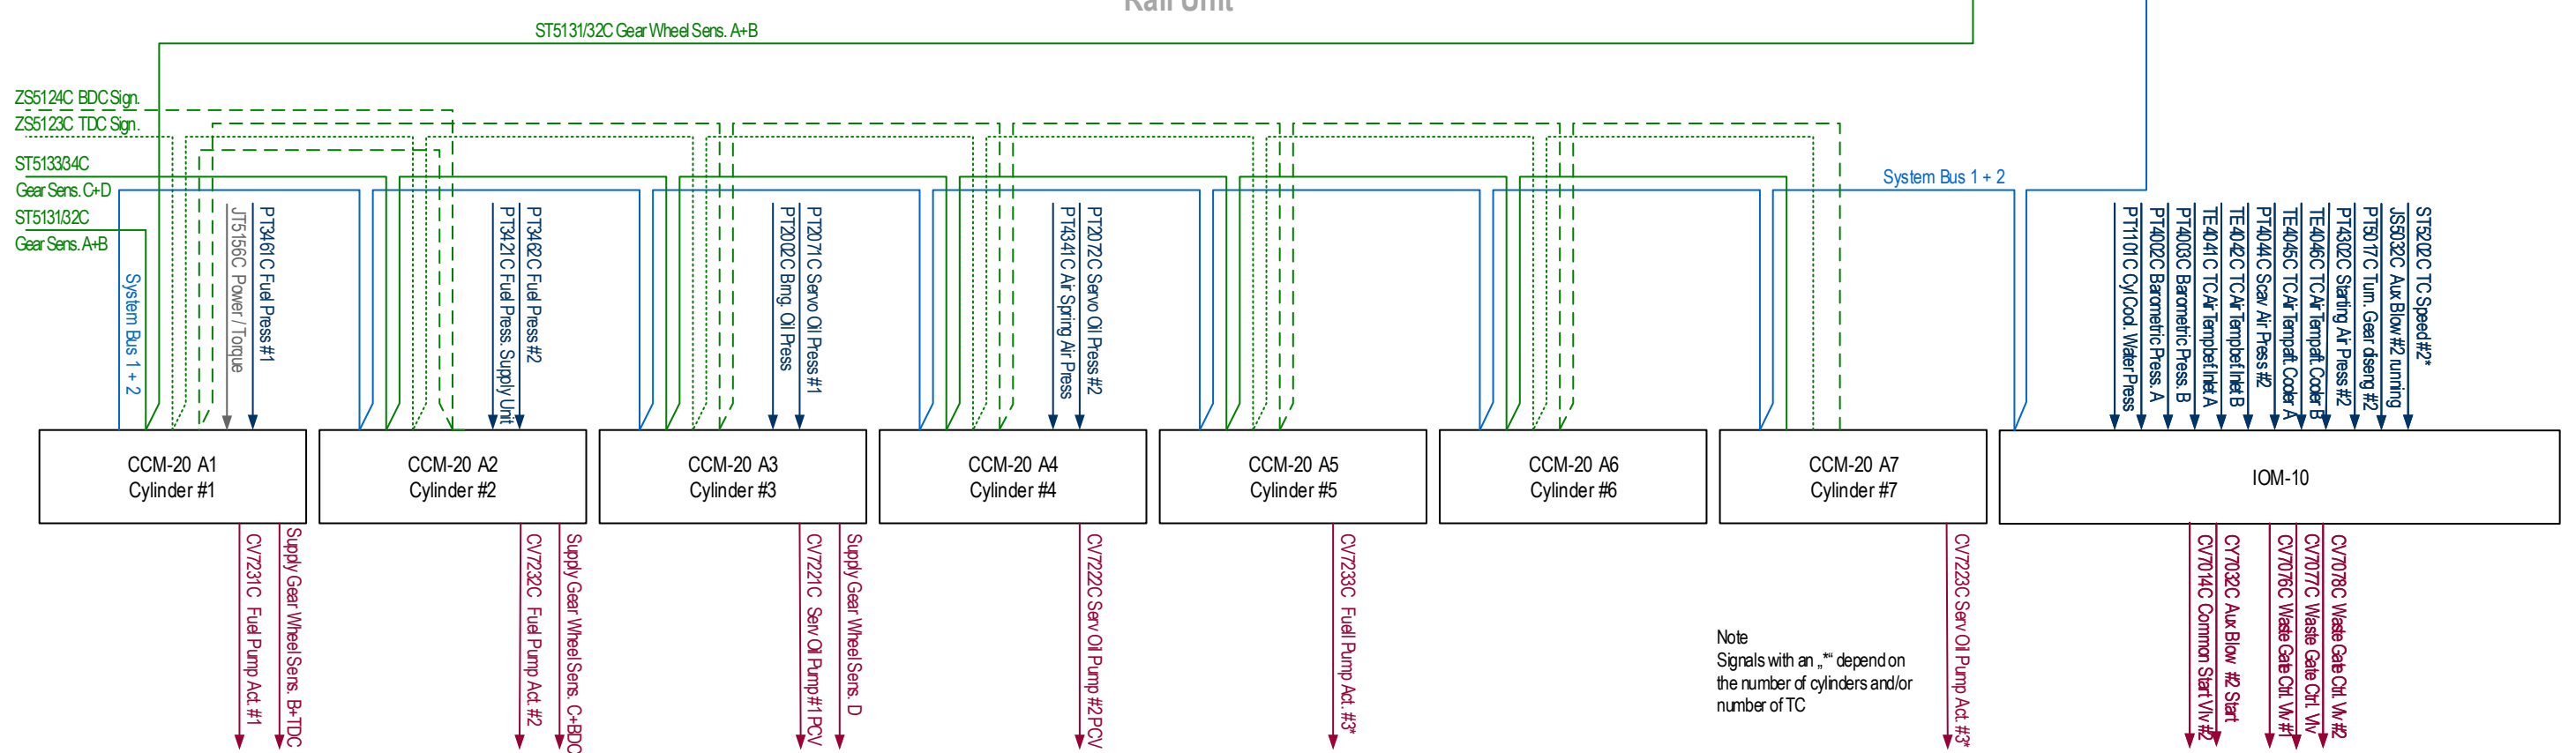 Rail Unit
ST5131/32C Gear Wheel Sens. A+B
ZS5124C BDC Sign.
ZS5123C TDC Sign.
ST5133/34C
Gear Sens. C+D
ST5131/32C
Gear Sens. A+B
System Bus 1 + 2
System Bus 1 + 2
JT5156C Power / Torque
PT3461C Fuel Press #1
PT3421C Fuel Press. Supply Unit
PT3462C Fuel Press #2
PT2002C Brng. Oil Press
PT2071C Servo Oil Press #1
PT4341C Air Spring Air Press
PT2072C Servo Oil Press #2
PT1101C Cyl Cool. Water Press
PT4002C Barometric Press. A
PT4003C Barometric Press. B
TE4041C TC Air Temp bef Inlet A
TE4042C TC Air Temp bef Inlet B
PT4044C Scav Air Press #2
TE4045C TC Air Temp aft. Cooler A
TE4046C TC Air Temp aft. Cooler B
PT4302C Starting Air Press #2
PT5017C Turn. Gear diseng #2
JS5032C Aux Blow #2 running
ST5202C TC Speed #2*
CCM-20 A1
Cylinder #1
CCM-20 A2
Cylinder #2
CCM-20 A3
Cylinder #3
CCM-20 A4
Cylinder #4
CCM-20 A5
Cylinder #5
CCM-20 A6
Cylinder #6
CCM-20 A7
Cylinder #7
IOM-10
CV7231C Fuel Pump Act. #1
Supply Gear Wheel Sens. B+TDC
CV7232C Fuel Pump Act. #2
Supply Gear Wheel Sens. C+BDC
CV7221C Serv Oil Pump #1 PCV
Supply Gear Wheel Sens. D
CV7222C Serv Oil Pump #2 PCV
CV7233C Fuell Pump Act. #3*
CV7223C Serv Oil Pump Act. #3*
CV7014C Common Start Vlv #2
CY7032C Aux Blow #2 Start
CV7076C Waste Gate Ctrl. Vlv #1
CV7077C Waste Gate Ctrl. Vlv
CV7078C Waste Gate Ctrl. Vlv #2
Note
Signals with an „*“ depend on
the number of cylinders and/or
number of TC